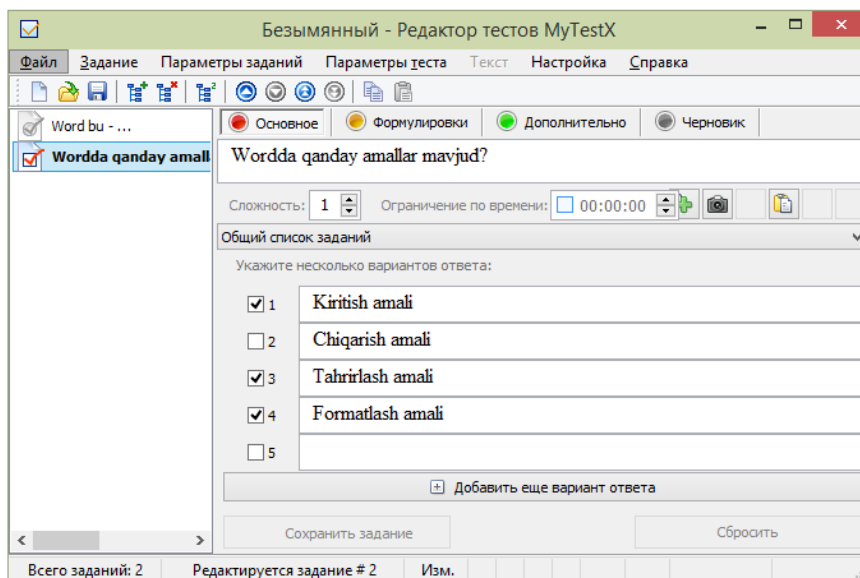 Безымянный - Редактор тестов MyTestX
Файл Задание Параметры заданий Параметры теста Текст Настройка Справка
Word bu - ...
Wordda qanday amall
Основное Формулировки Дополнительно Черновик
Wordda qanday amallar mavjud?
Сложность: 1 Ограничение по времени: 00:00:00
Общий список заданий
Укажите несколько вариантов ответа:
1 Kiritish amali
2 Chiqarish amali
3 Tahrirlash amali
4 Formatlash amali
5
Добавить еще вариант ответа
Сохранить задание Сбросить
Всего заданий: 2 Редактируется задание # 2 Изм.